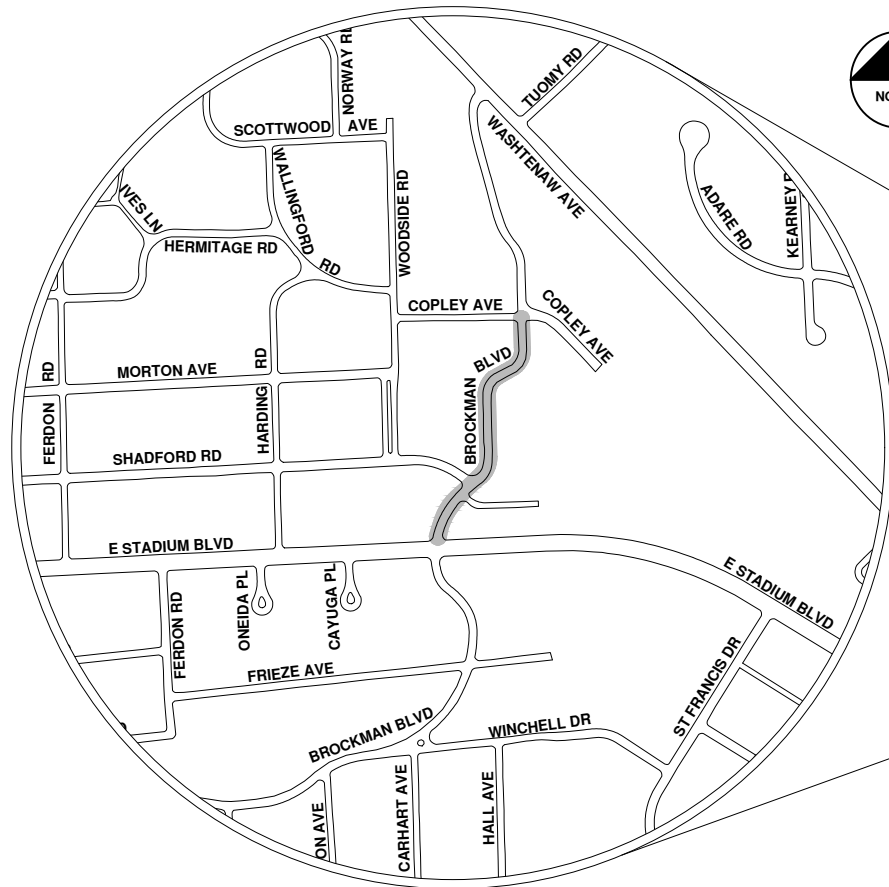 NORWAY RD
TUOMY RD
SCOTTWOOD AVE
WASHTENAW AVE
WALLINGFORD RD
IVES LN
WOODSIDE RD
ADARE RD
KEARNEY
HERMITAGE RD
COPLEY AVE
COPLEY AVE
BROCKMAN BLVD
MORTON AVE
HARDING RD
FERDON RD
SHADFORD RD
E STADIUM BLVD
E STADIUM BLVD
ONEIDA PL
CAYUGA PL
FERDON RD
FRIEZE AVE
ST FRANCIS DR
BROCKMAN BLVD
WINCHELL DR
ON AVE
CARHART AVE
HALL AVE